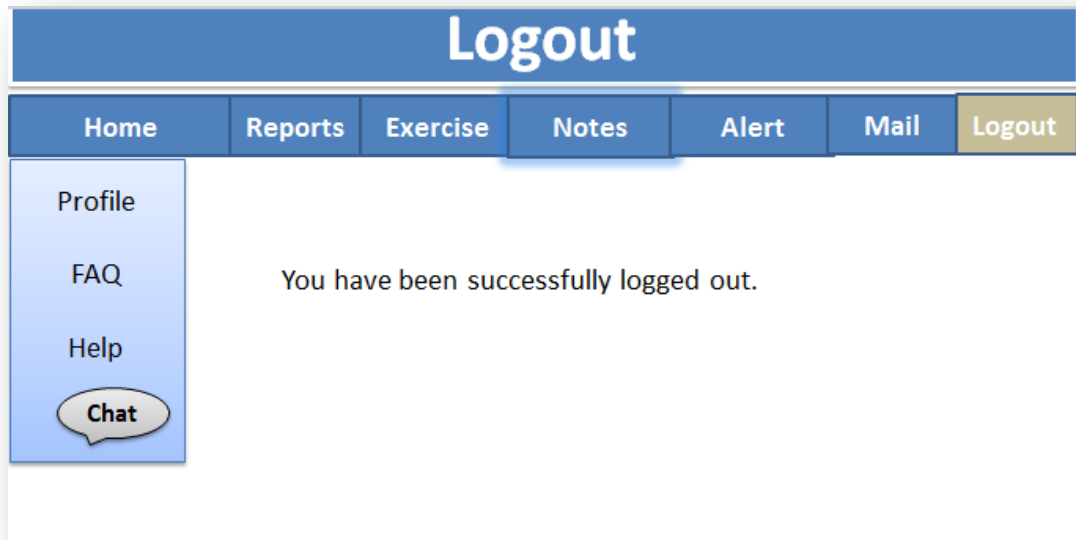 Logout
Home Reports Exercise Notes Alert Mail Logout
Profile
FAQ
You have been successfully logged out.
Help
Chat